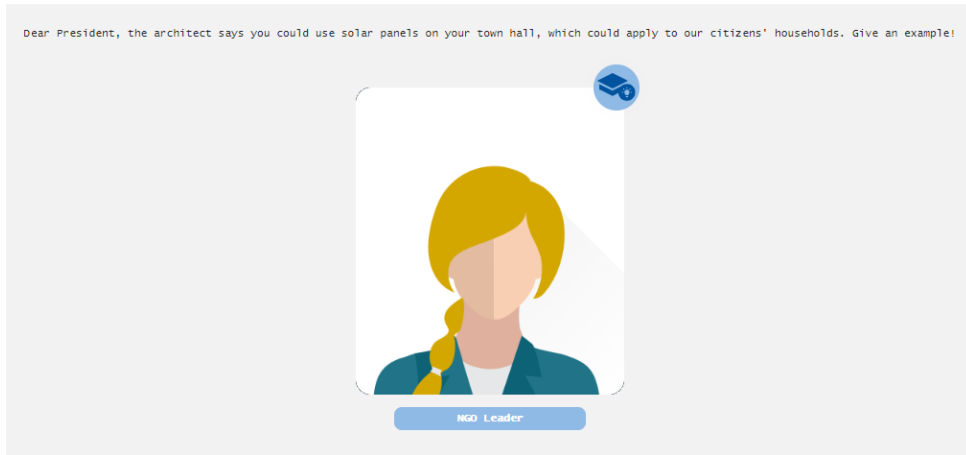 Dear President, the architect says you could use solar panels on your town hall, which could apply to our citizens' households. Give an example!
NGO Leader